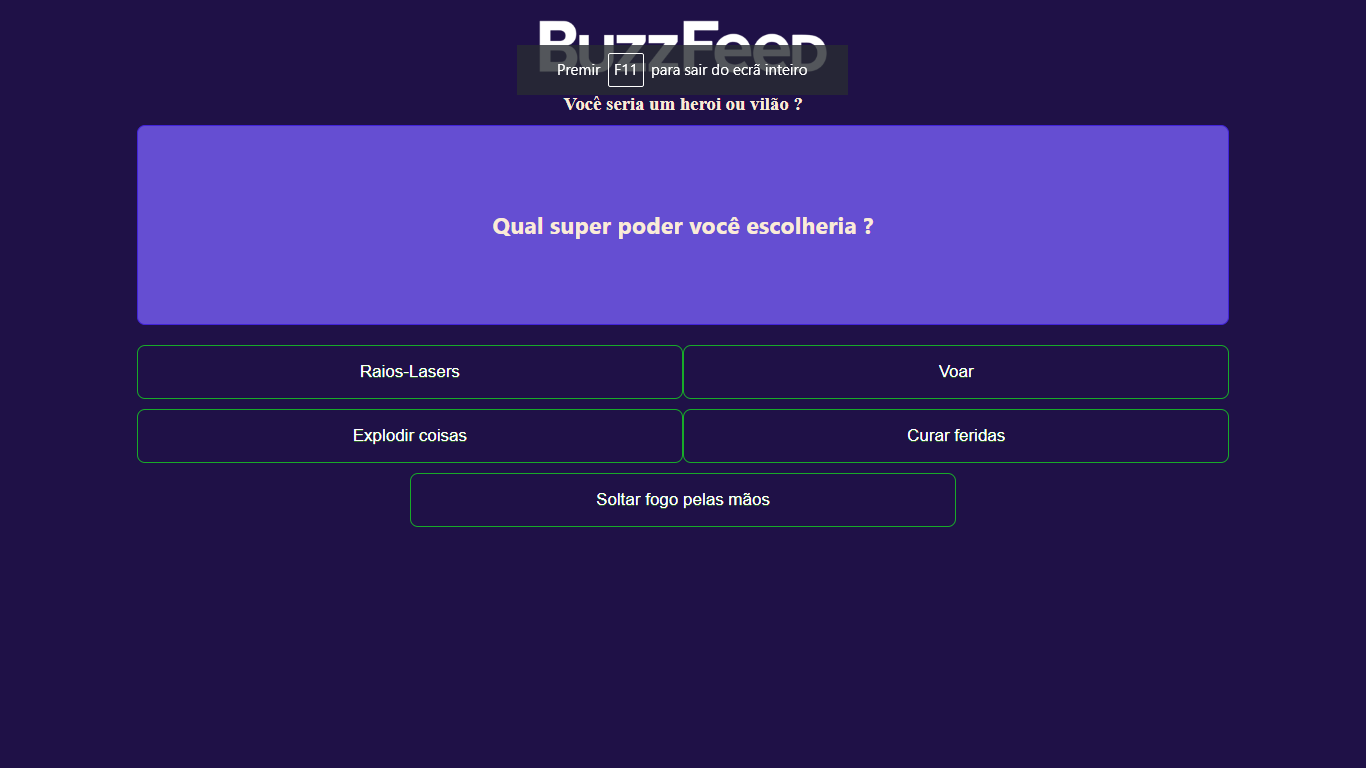 BuzzFeed
Premir F11 para sair do ecrã inteiro
Você seria um heroi ou vilão ?
Qual super poder você escolheria ?
Raios-Lasers
Voar
Explodir coisas
Curar feridas
Soltar fogo pelas mãos